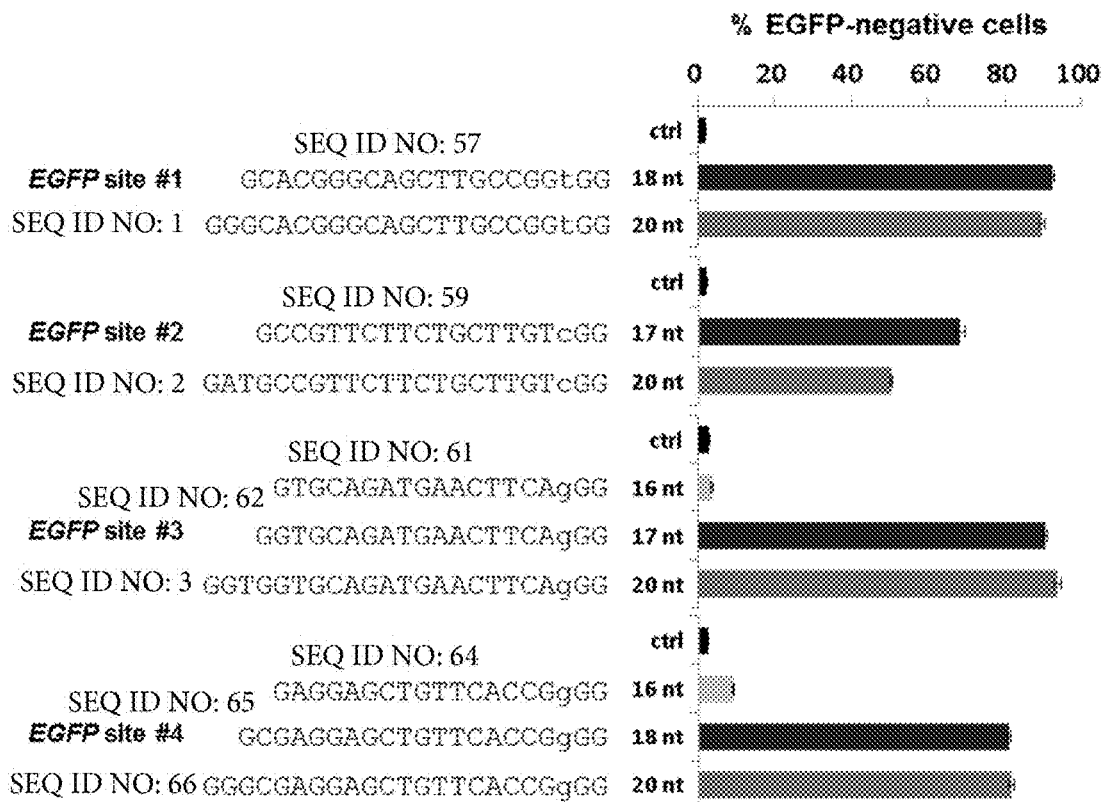 % EGFP-negative cells
0 20 40 60 80 100
ctrl
SEQ ID NO: 57
EGFP site #1 GCACGGGCAGCTTGCCGGtGG 18 nt
SEQ ID NO: 1 GGGCACGGGCAGCTTGCCGGtGG 20 nt
ctrl
SEQ ID NO: 59
EGFP site #2 GCCGTTCTTCTGCTTGTcGG 17 nt
SEQ ID NO: 2 GATGCCGTTCTTCTGCTTGTcGG 20 nt
ctrl
SEQ ID NO: 61
SEQ ID NO: 62 GTGCAGATGAACTTCAgGG 16 nt
EGFP site #3 GGTGCAGATGAACTTCAgGG 17 nt
SEQ ID NO: 3 GGTGGTGCAGATGAACTTCAgGG 20 nt
ctrl
SEQ ID NO: 64
SEQ ID NO: 65 GAGGAGCTGTTCACCGgGG 16 nt
EGFP site #4 GCGAGGAGCTGTTCACCGgGG 18 nt
SEQ ID NO: 66 GGGCGAGGAGCTGTTCACCGgGG 20 nt